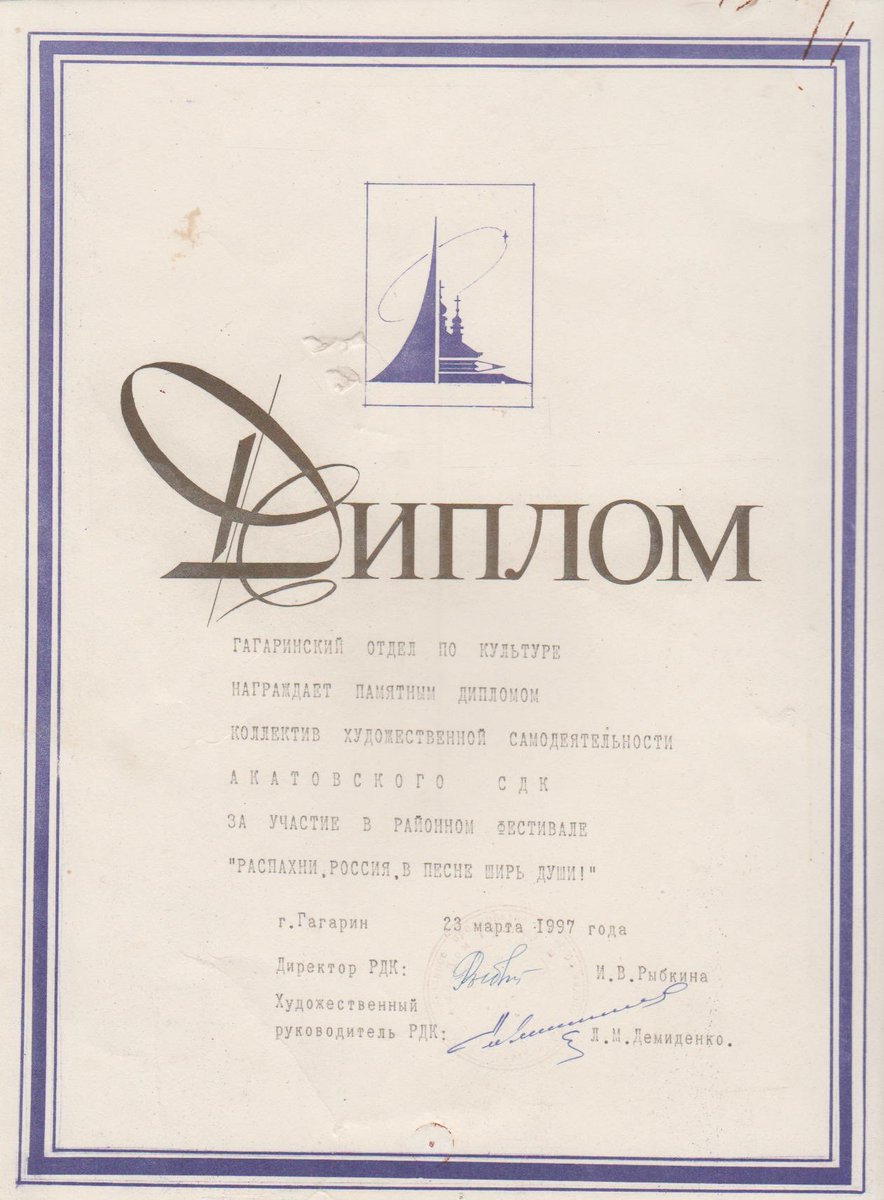 ДИПЛОМ
ГАГАРИНСКИЙ ОТДЕЛ ПО КУЛЬТУРЕ
НАГРАЖДАЕТ ПАМЯТНЫМ ДИПЛОМОМ
КОЛЛЕКТИВ ХУДОЖЕСТВЕННОЙ САМОДЕЯТЕЛЬНОСТИ
АКАТОВСКОГО СДК
ЗА УЧАСТИЕ В РАЙОННОМ ФЕСТИВАЛЕ
"РАСПАХНИ,РОССИЯ,В ПЕСНЕ ШИРЬ ДУШИ!"
г.Гагарин 23 марта 1997 года
Директор РДК: И.В.Рыбкина
Художественный
руководитель РДК: Л.М.Демиденко.